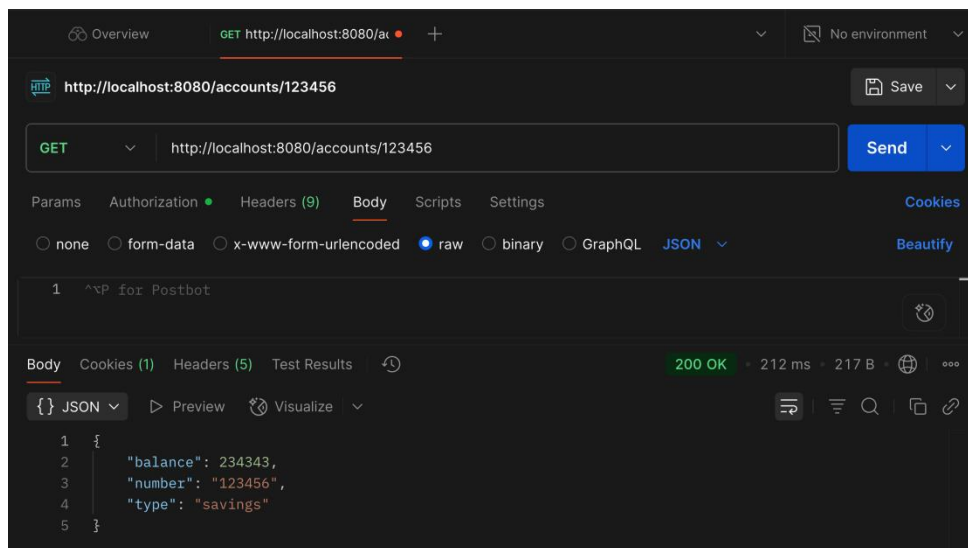 Overview GET http://localhost:8080/ac No environment
HTTP http://localhost:8080/accounts/123456 Save
GET http://localhost:8080/accounts/123456 Send
Params Authorization Headers (9) Body Scripts Settings Cookies
none form-data x-www-form-urlencoded raw binary GraphQL JSON Beautify
1 ^⌥P for Postbot
Body Cookies (1) Headers (5) Test Results 200 OK 212 ms 217 B
{} JSON Preview Visualize
1 {
2 "balance": 234343,
3 "number": "123456",
4 "type": "savings"
5 }